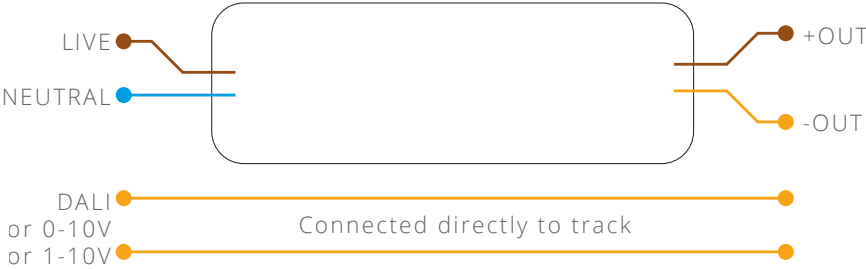 LIVE
+OUT
NEUTRAL
-OUT
DALI
or 0-10V
or 1-10V
Connected directly to track